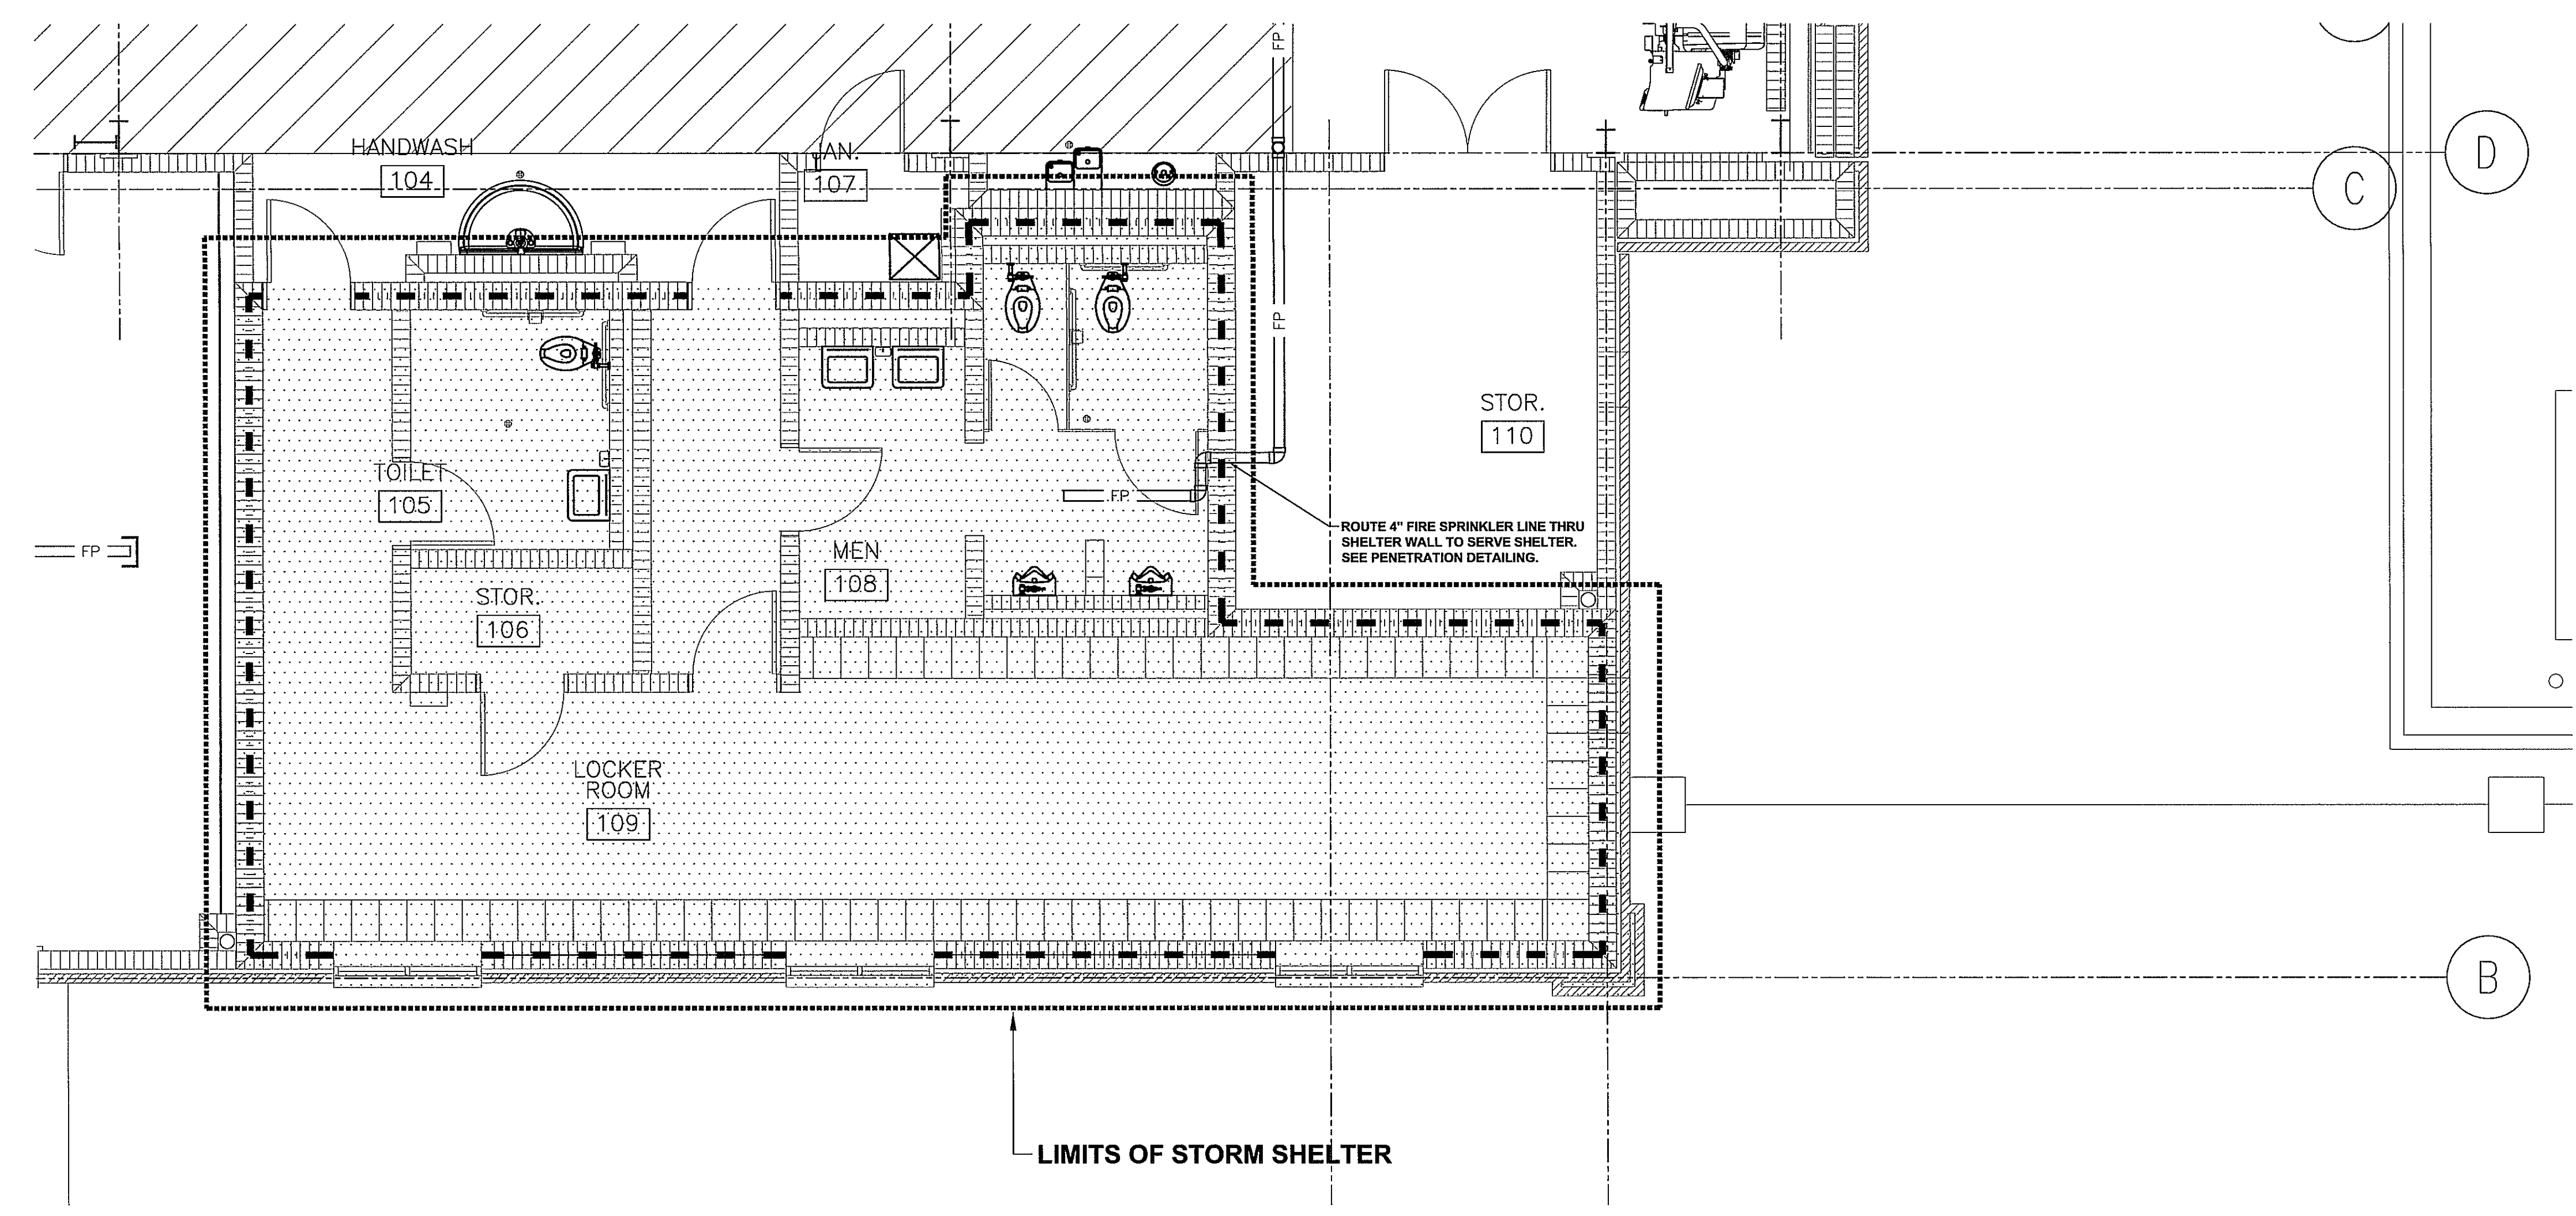 FP
HANDWASH
104
JAN.
107
D
C
FP
STOR.
110
TOILET
105
FP
ROUTE 4" FIRE SPRINKLER LINE THRU
SHELTER WALL TO SERVE SHELTER.
SEE PENETRATION DETAILING.
FP
MEN
108
STOR.
106
LOCKER
ROOM
109
B
LIMITS OF STORM SHELTER